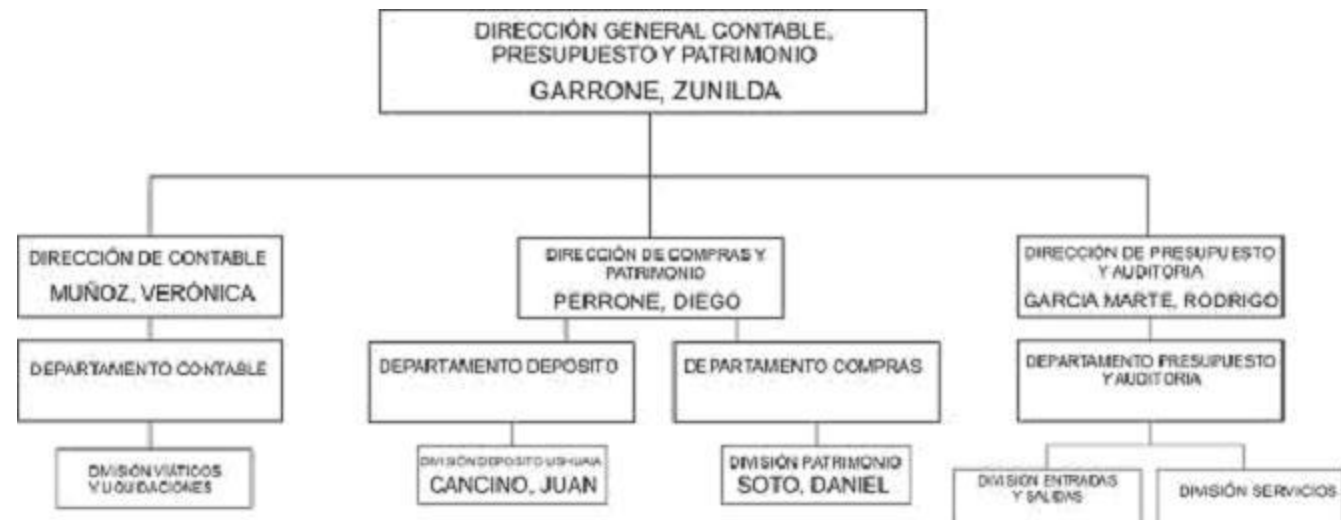 DIRECCIÓN GENERAL CONTABLE,
PRESUPUESTO Y PATRIMONIO
GARRONE, ZUNILDA
DIRECCIÓN DE CONTABLE
MUÑOZ, VERÓNICA
DIRECCIÓN DE COMPRAS Y
PATRIMONIO
PERRONE, DIEGO
DIRECCIÓN DE PRESUPUESTO
Y AUDITORIA
GARCIA MARTE, RODRIGO
DEPARTAMENTO CONTABLE
DEPARTAMENTO DEPÓSITO
DEPARTAMENTO COMPRAS
DEPARTAMENTO PRESUPUESTO
Y AUDITORIA
DIVISIÓN VIÁTICOS
Y LIQUIDACIONES
DIVISIÓN DEPOSITO USHUAIA
CANCINO, JUAN
DIVISIÓN PATRIMONIO
SOTO, DANIEL
DIVISIÓN ENTRADAS
Y SALIDAS
DIVISIÓN SERVICIOS